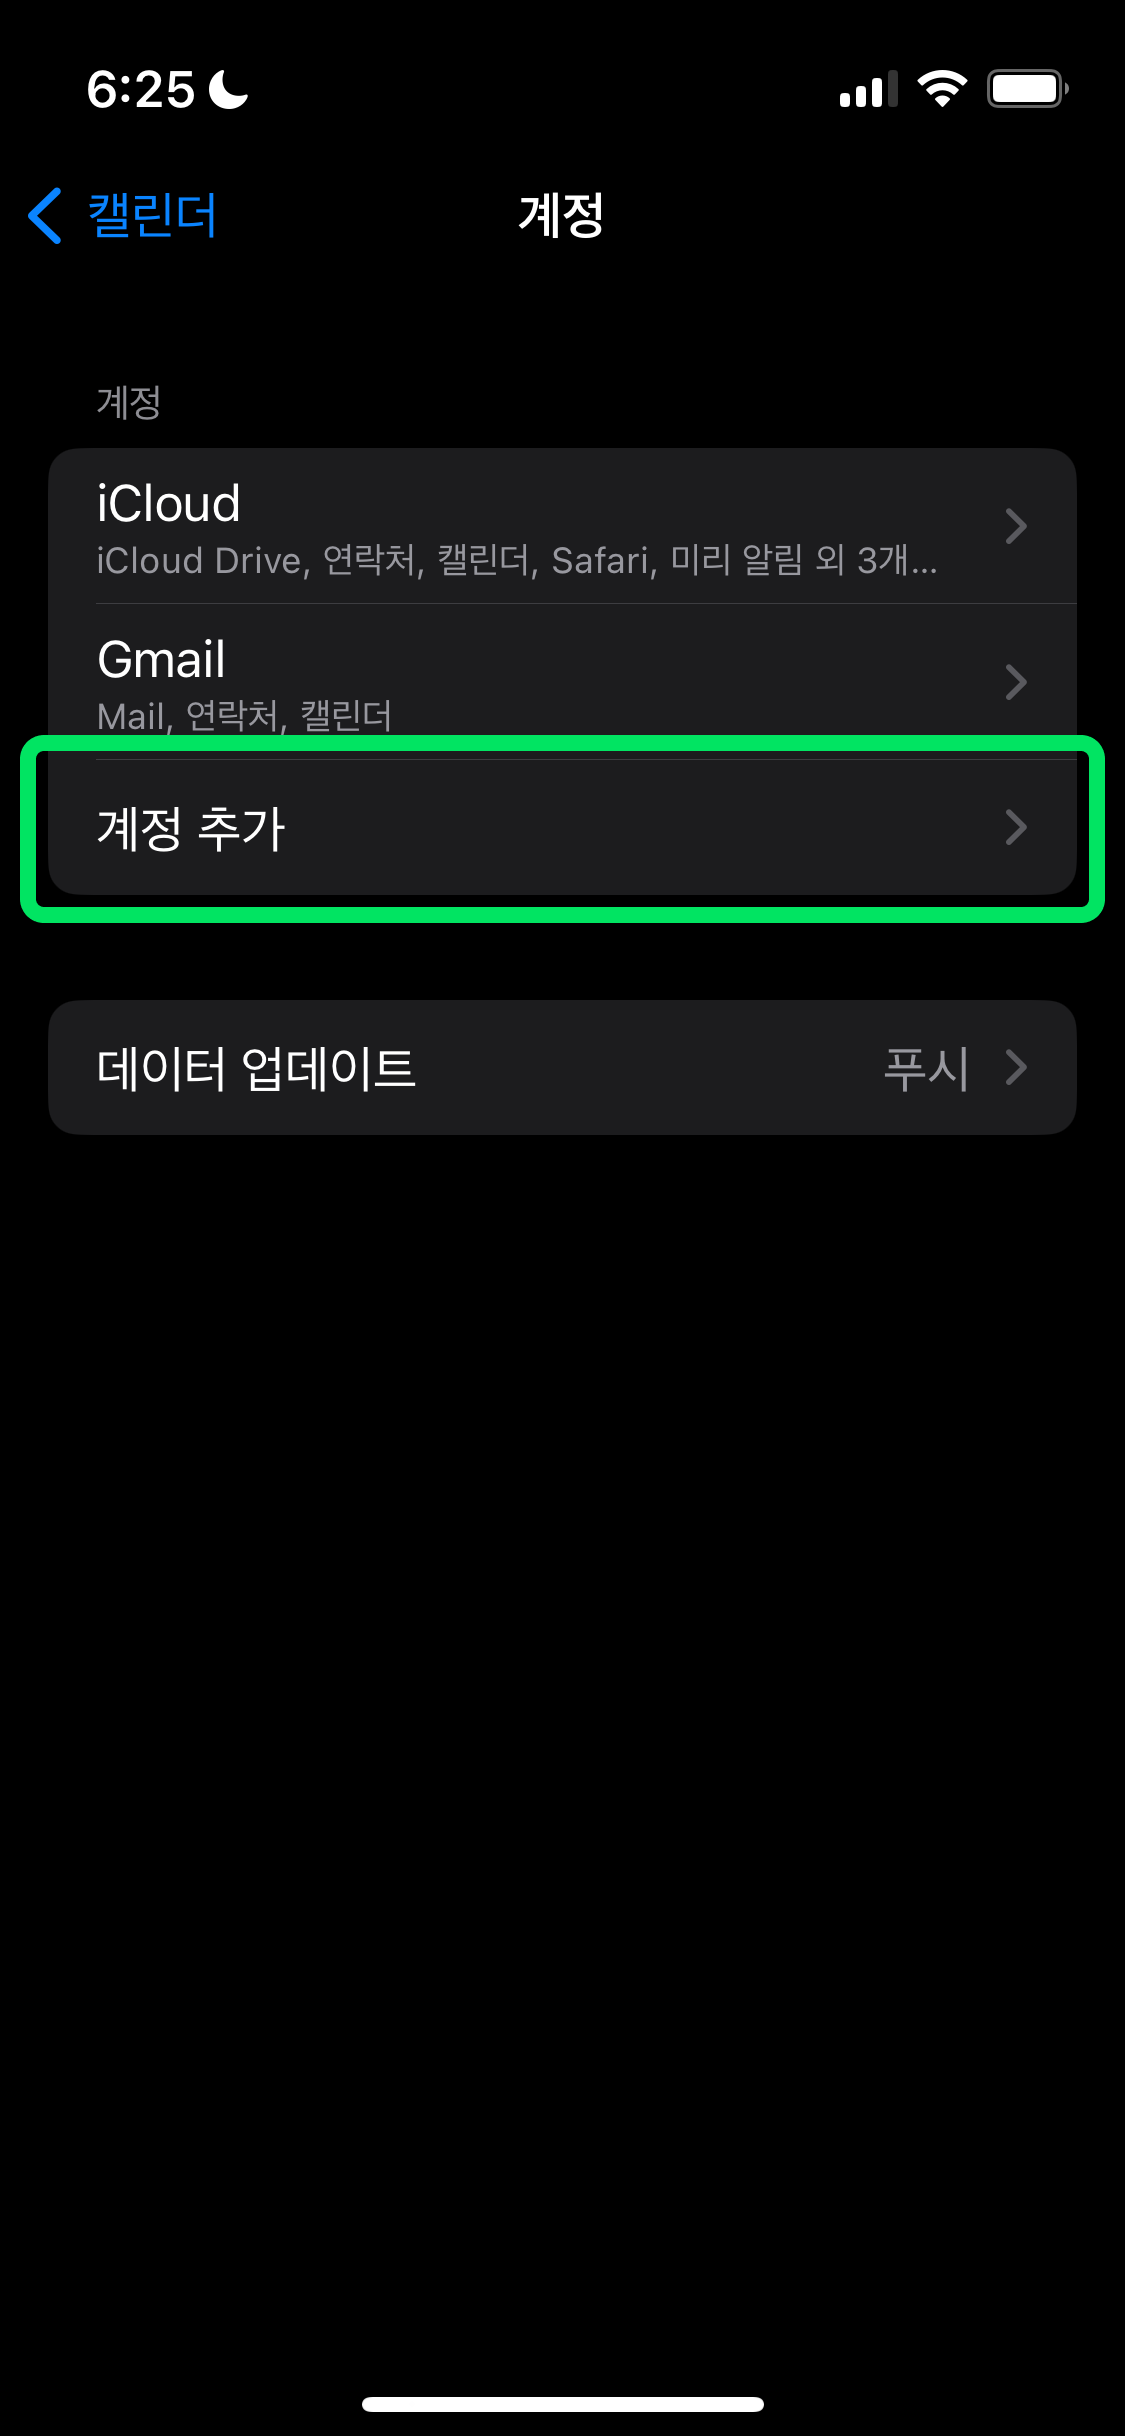 6:25
캘린더
계정
계정
iCloud
iCloud Drive, 연락처, 캘린더, Safari, 미리 알림 외 3개...
Gmail
Mail, 연락처, 캘린더
계정 추가
데이터 업데이트 푸시